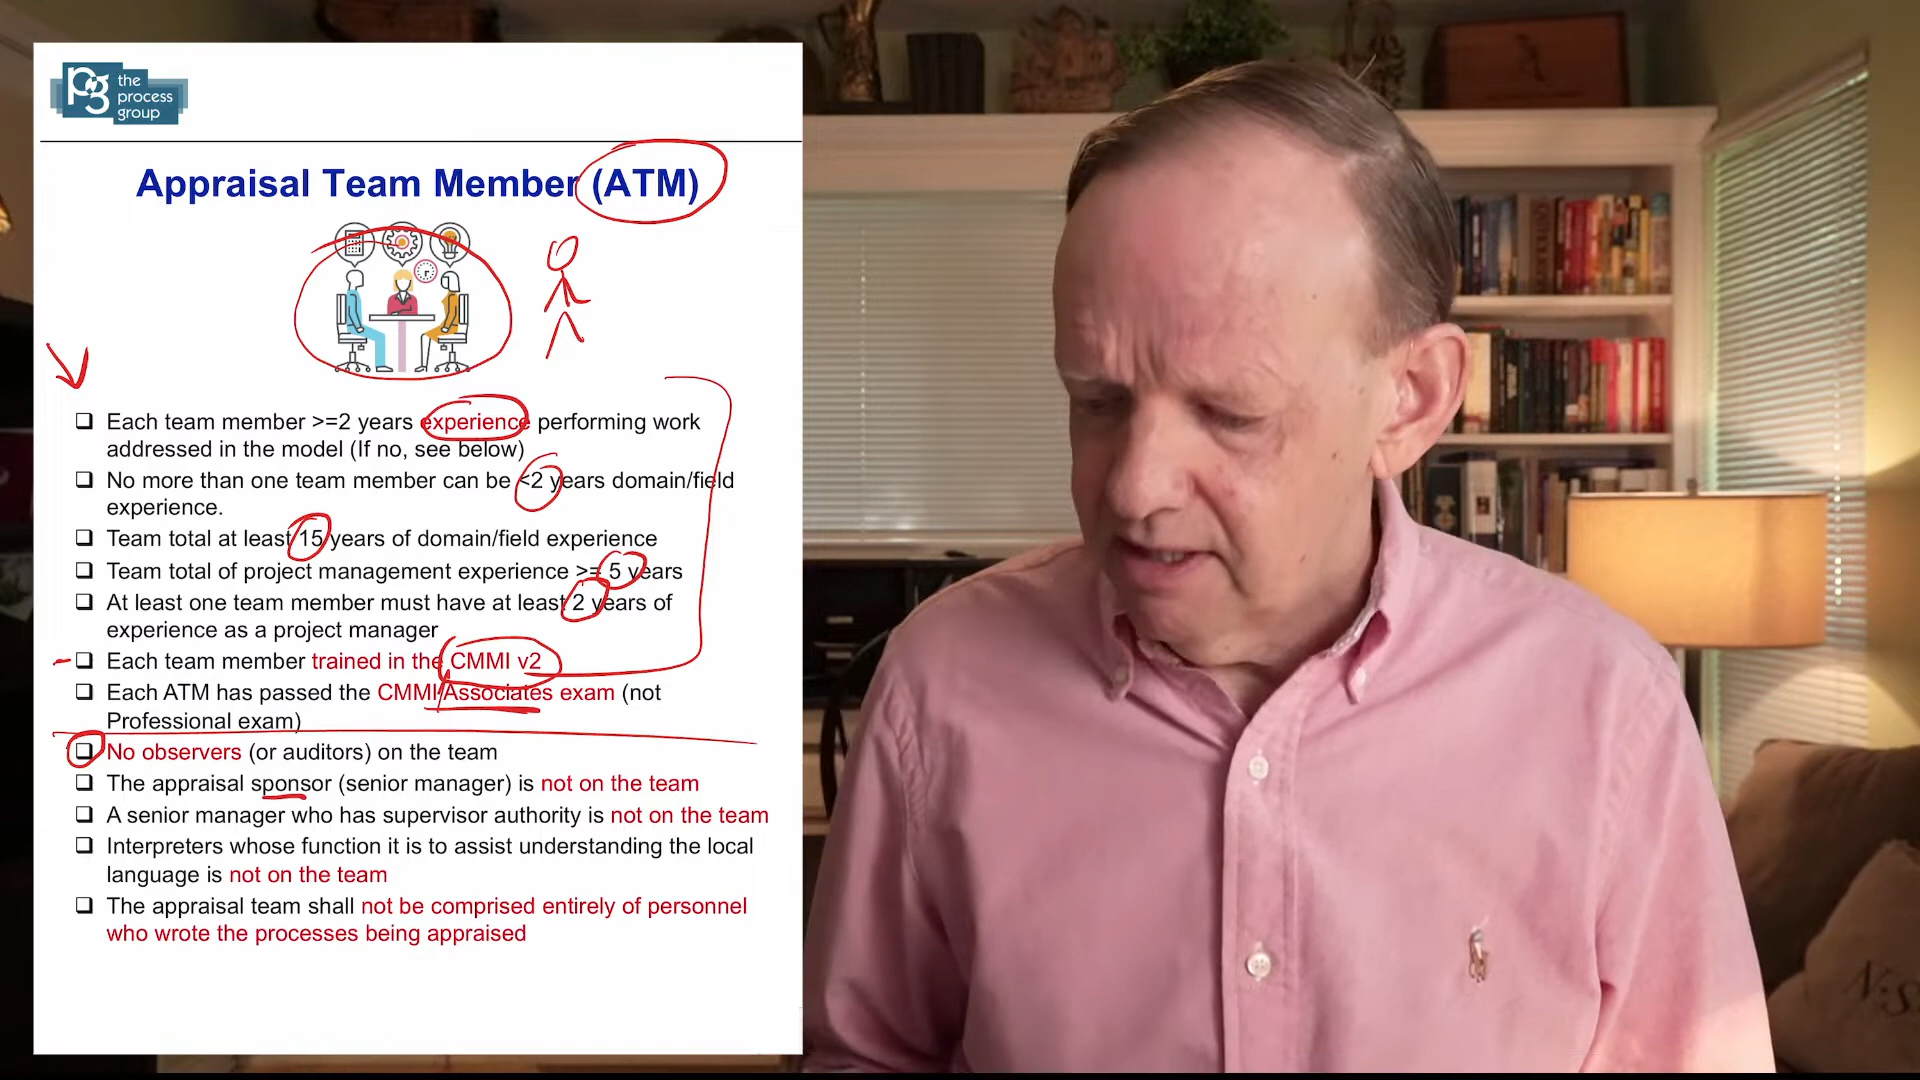 pg the
process
group
Appraisal Team Member (ATM)
❑ Each team member >=2 years experience performing work
addressed in the model (If no, see below)
❑ No more than one team member can be <2 years domain/field
experience.
❑ Team total at least 15 years of domain/field experience
❑ Team total of project management experience >= 5 years
❑ At least one team member must have at least 2 years of
experience as a project manager
❑ Each team member trained in the CMMI v2
❑ Each ATM has passed the CMMI Associates exam (not
Professional exam)
❑ No observers (or auditors) on the team
❑ The appraisal sponsor (senior manager) is not on the team
❑ A senior manager who has supervisor authority is not on the team
❑ Interpreters whose function it is to assist understanding the local
language is not on the team
❑ The appraisal team shall not be comprised entirely of personnel
who wrote the processes being appraised